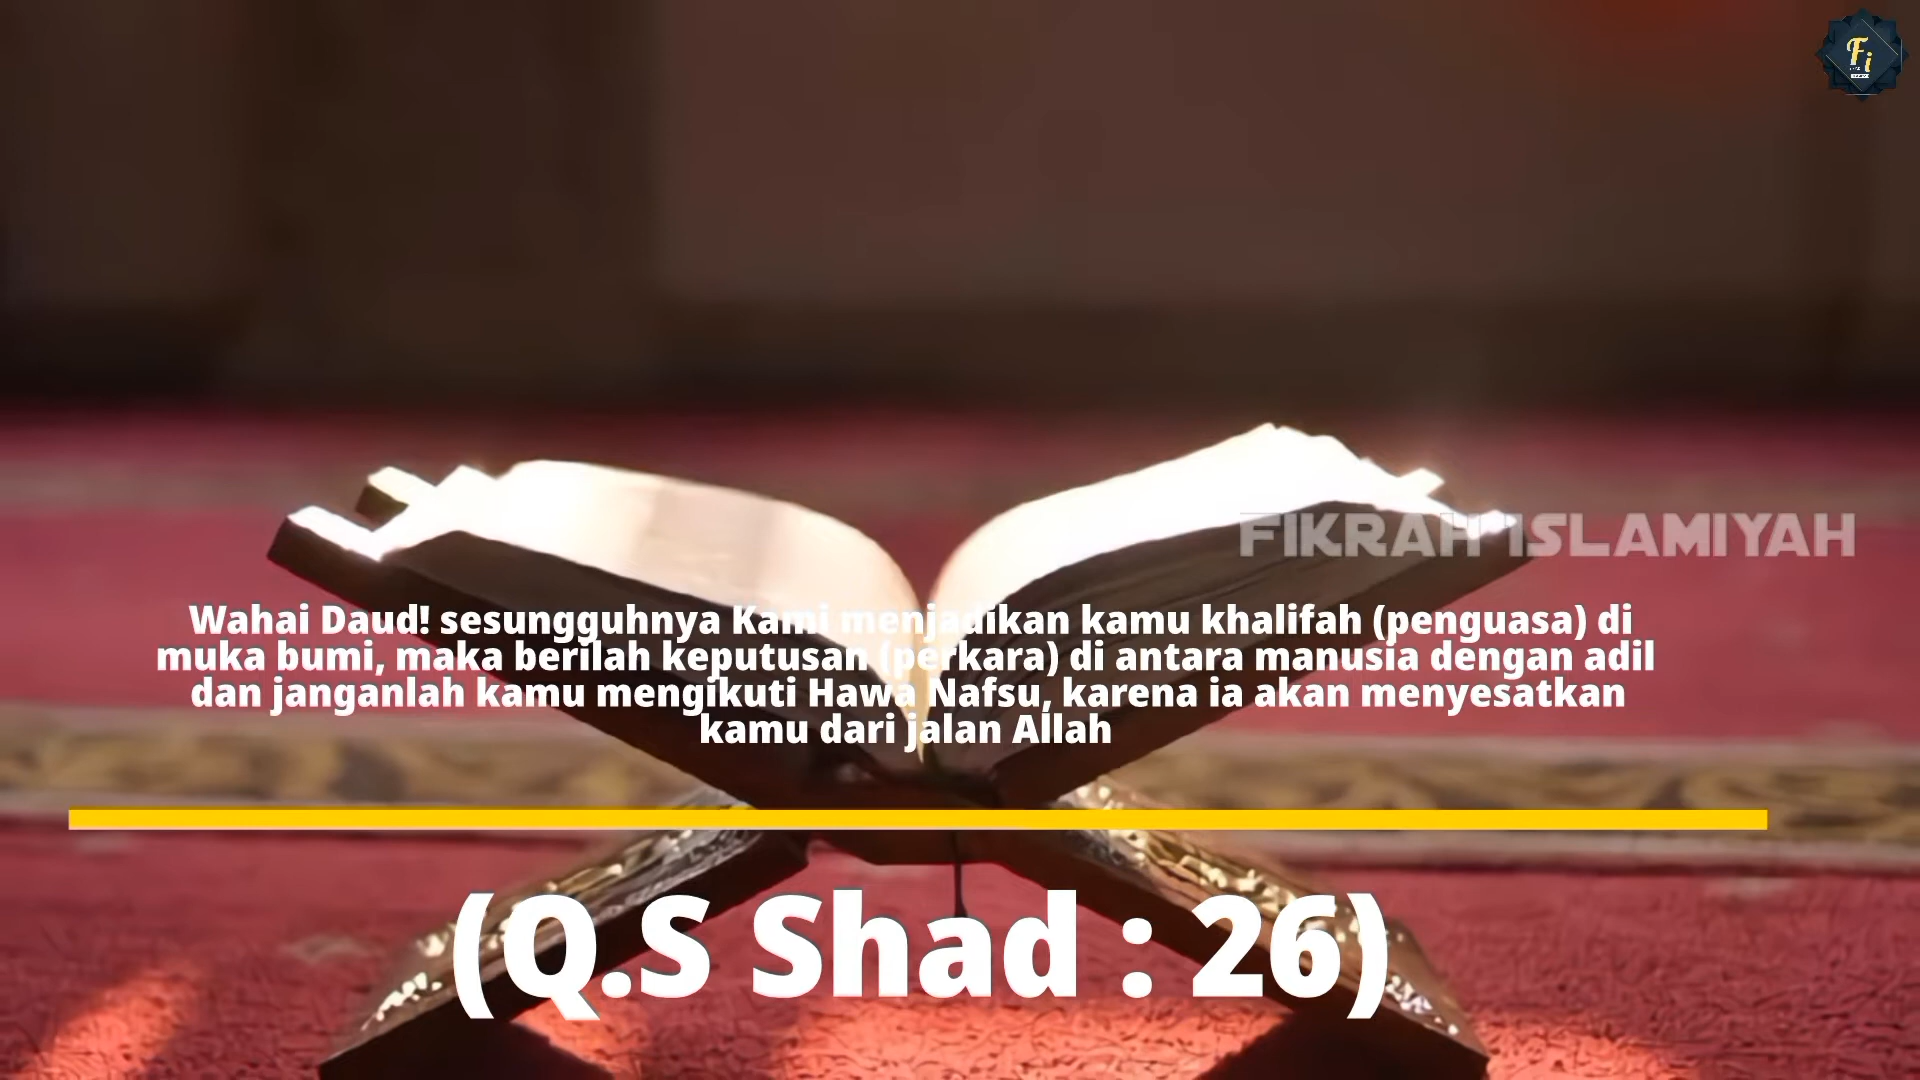 Fi
FIKRAH ISLAMIYAH
Wahai Daud! sesungguhnya Kami menjadikan kamu khalifah (penguasa) di
muka bumi, maka berilah keputusan (perkara) di antara manusia dengan adil
dan janganlah kamu mengikuti Hawa Nafsu, karena ia akan menyesatkan
kamu dari jalan Allah
(Q.S Shad : 26)